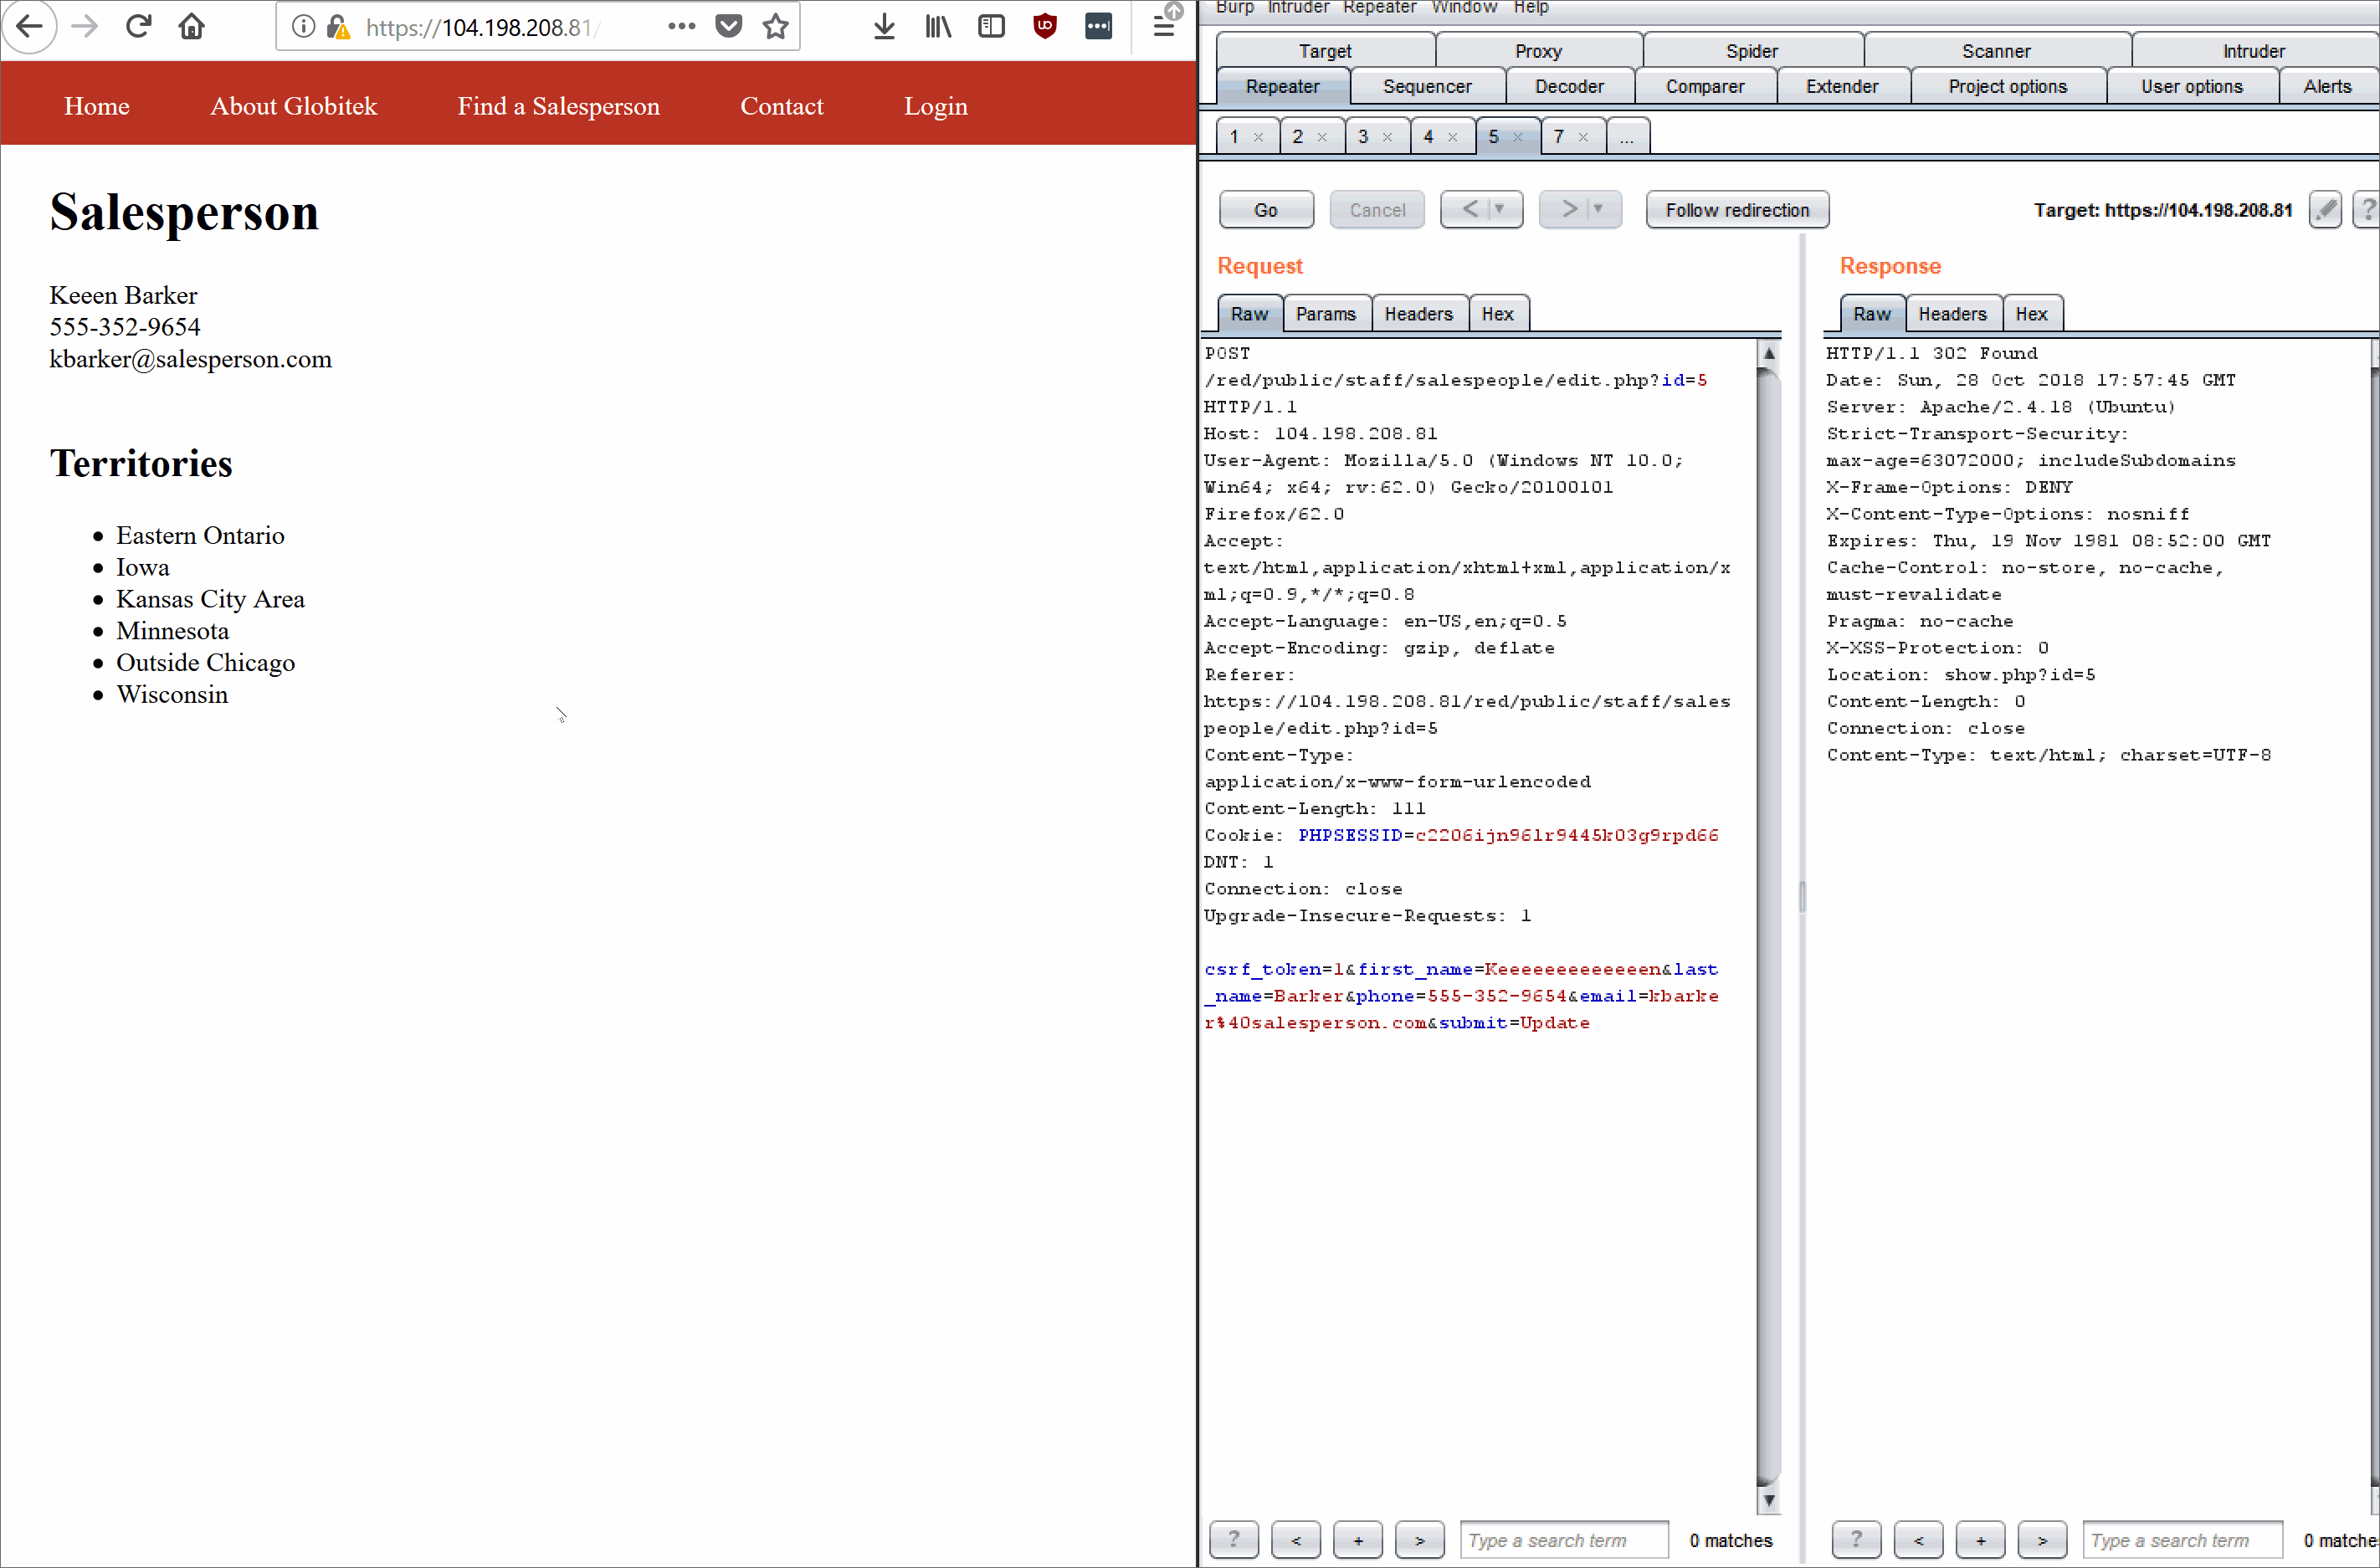 https://104.198.208.81/
Home About Globitek Find a Salesperson Contact Login
Salesperson
Keeen Barker
555-352-9654
kbarker@salesperson.com
Territories
Eastern Ontario
Iowa
Kansas City Area
Minnesota
Outside Chicago
Wisconsin
Burp Intruder Repeater Window Help
Target Proxy Spider Scanner Intruder
Repeater Sequencer Decoder Comparer Extender Project options User options Alerts
1 × 2 × 3 × 4 × 5 × 7 × ...
Go Cancel < > Follow redirection Target: https://104.198.208.81 ?
Request
Raw Params Headers Hex
POST
/red/public/staff/salespeople/edit.php?id=5
HTTP/1.1
Host: 104.198.208.81
User-Agent: Mozilla/5.0 (Windows NT 10.0;
Win64; x64; rv:62.0) Gecko/20100101
Firefox/62.0
Accept:
text/html,application/xhtml+xml,application/x
ml;q=0.9,*/*;q=0.8
Accept-Language: en-US,en;q=0.5
Accept-Encoding: gzip, deflate
Referer:
https://104.198.208.81/red/public/staff/sales
people/edit.php?id=5
Content-Type:
application/x-www-form-urlencoded
Content-Length: 111
Cookie: PHPSESSID=c2206ijn96lr9445k03g9rpd66
DNT: 1
Connection: close
Upgrade-Insecure-Requests: 1
csrf_token=1&first_name=Keeeeeeeeeeeeen&last
_name=Barker&phone=555-352-9654&email=kbarke
r%40salesperson.com&submit=Update
? < + > Type a search term 0 matches
Response
Raw Headers Hex
HTTP/1.1 302 Found
Date: Sun, 28 Oct 2018 17:57:45 GMT
Server: Apache/2.4.18 (Ubuntu)
Strict-Transport-Security:
max-age=63072000; includeSubdomains
X-Frame-Options: DENY
X-Content-Type-Options: nosniff
Expires: Thu, 19 Nov 1981 08:52:00 GMT
Cache-Control: no-store, no-cache,
must-revalidate
Pragma: no-cache
X-XSS-Protection: 0
Location: show.php?id=5
Content-Length: 0
Connection: close
Content-Type: text/html; charset=UTF-8
? < + > Type a search term 0 matche